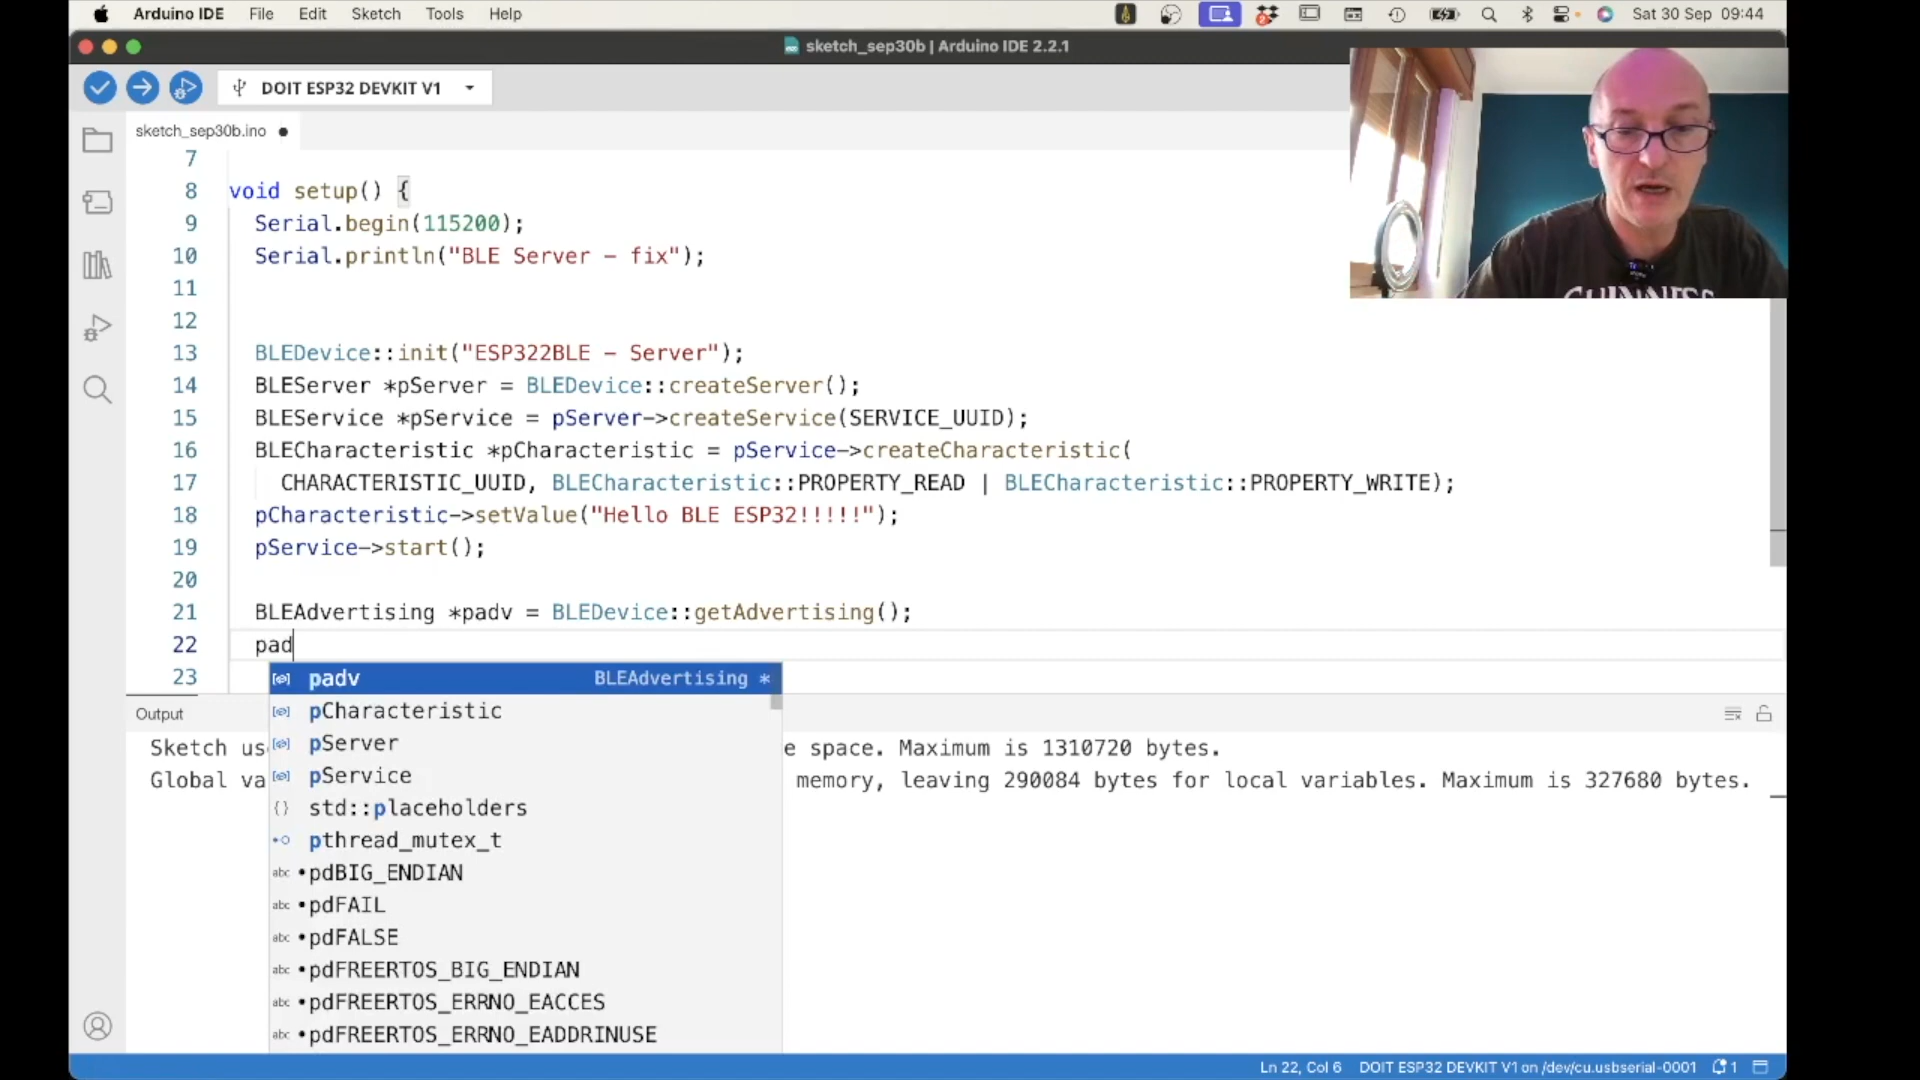 Arduino IDE File Edit Sketch Tools Help Sat 30 Sep 09:44
sketch_sep30b | Arduino IDE 2.2.1
DOIT ESP32 DEVKIT V1
sketch_sep30b.ino
7
8 void setup() {
9 Serial.begin(115200);
10 Serial.println("BLE Server – fix");
11
12
13 BLEDevice::init("ESP322BLE – Server");
14 BLEServer *pServer = BLEDevice::createServer();
15 BLEService *pService = pServer->createService(SERVICE_UUID);
16 BLECharacteristic *pCharacteristic = pService->createCharacteristic(
17 CHARACTERISTIC_UUID, BLECharacteristic::PROPERTY_READ | BLECharacteristic::PROPERTY_WRITE);
18 pCharacteristic->setValue("Hello BLE ESP32!!!!!");
19 pService->start();
20
21 BLEAdvertising *padv = BLEDevice::getAdvertising();
22 pad
23
padv BLEAdvertising *
pCharacteristic
pServer
pService
{} std::placeholders
pthread_mutex_t
abc •pdBIG_ENDIAN
abc •pdFAIL
abc •pdFALSE
abc •pdFREERTOS_BIG_ENDIAN
abc •pdFREERTOS_ERRNO_EACCES
abc •pdFREERTOS_ERRNO_EADDRINUSE
Output
Sketch us e space. Maximum is 1310720 bytes.
Global va memory, leaving 290084 bytes for local variables. Maximum is 327680 bytes.
Ln 22, Col 6 DOIT ESP32 DEVKIT V1 on /dev/cu.usbserial-0001 1